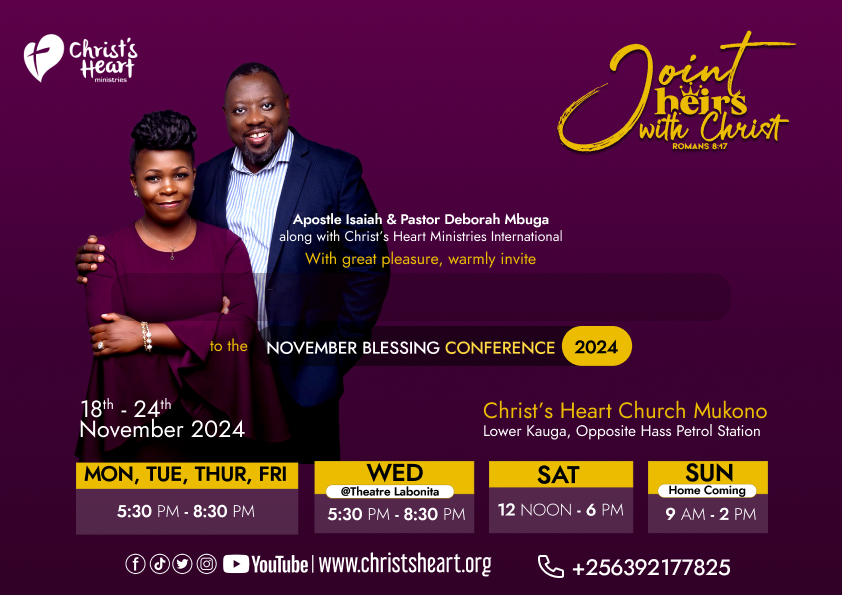 Christ's
Heart
ministries
Joint
heirs
with Christ
ROMANS 8:17
Apostle Isaiah & Pastor Deborah Mbuga
along with Christ's Heart Ministries International
With great pleasure, warmly invite
to the NOVEMBER BLESSING CONFERENCE 2024
18th - 24th
November 2024
Christ's Heart Church Mukono
Lower Kauga, Opposite Hass Petrol Station
MON, TUE, THUR, FRI
5:30 PM - 8:30 PM
WED
@Theatre Labonita
5:30 PM - 8:30 PM
SAT
12 NOON - 6 PM
SUN
Home Coming
9 AM - 2 PM
YouTube | www.christsheart.org
+256392177825